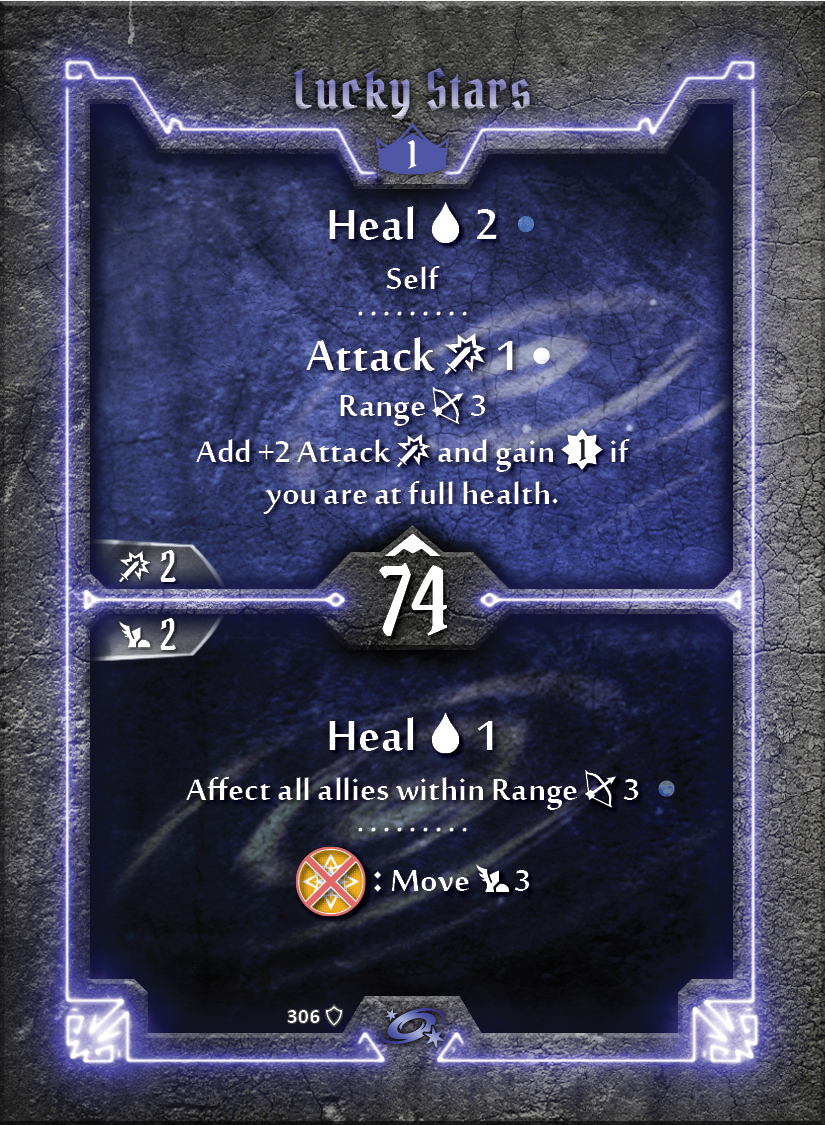 Lucky Stars
1
Heal 2
Self
Attack 1
Range 3
Add +2 Attack and gain 1 if
you are at full health.
2
74
2
Heal 1
Affect all allies within Range 3
: Move 3
306